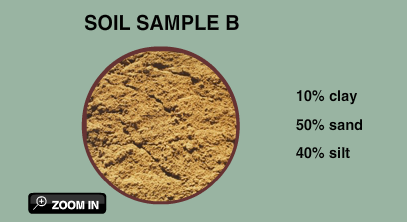 SOIL SAMPLE B
10% clay
50% sand
40% silt
ZOOM IN